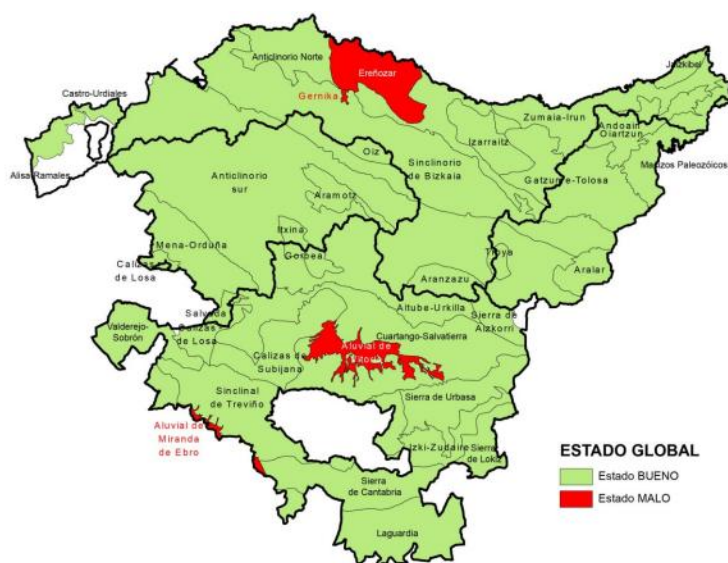 Anticlinorio Norte
Ereñozar
Jaizkibel
Castro-Urdiales
Gernika
Zumaia-Irun
Andoain
Oiartzun
Izarraitz
Oiz
Sinclinorio
de Bizkaia
Macizos Paleozóicos
Alisa-Ramales
Anticlinorio
sur
Gatzume-Tolosa
Aramotz
Itxina
Mena-Orduña
Gorbea
Troya
Calizas
de Losa
Aranzazu
Aralar
Salvada
Altube-Urkilla
Sierra de
Aizkorri
Valderejo-
Sobrón
Calizas
de Losa
Cuartango-Salvatierra
Aluvial de
Vitoria
Calizas de
Subijana
Sinclinal
de Treviño
Sierra de Urbasa
Aluvial de
Miranda
de Ebro
Izki-Zudaire
Sierra
de Lokiz
ESTADO GLOBAL
Estado BUENO
Estado MALO
Sierra
de Cantabria
Laguardia